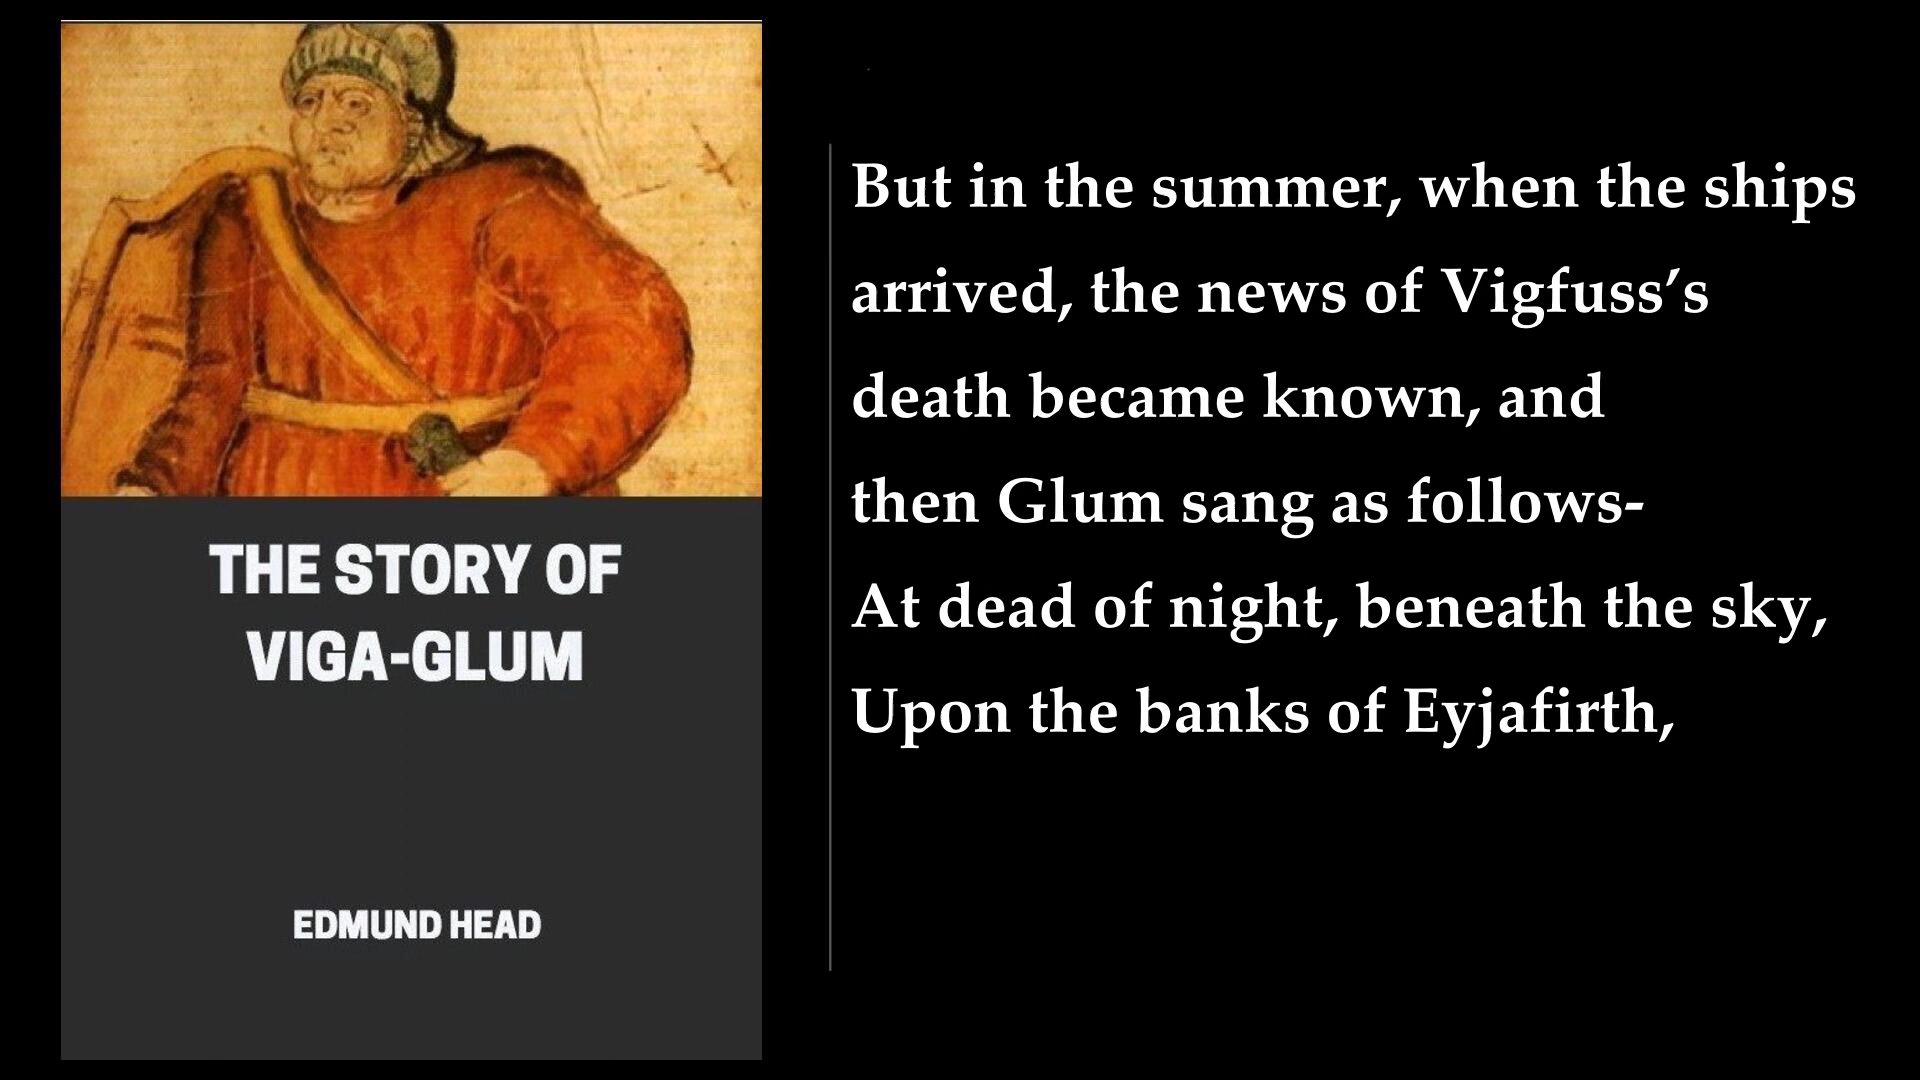 THE STORY OF
VIGA-GLUM
EDMUND HEAD
But in the summer, when the ships
arrived, the news of Vigfuss’s
death became known, and
then Glum sang as follows-
At dead of night, beneath the sky,
Upon the banks of Eyjafirth,